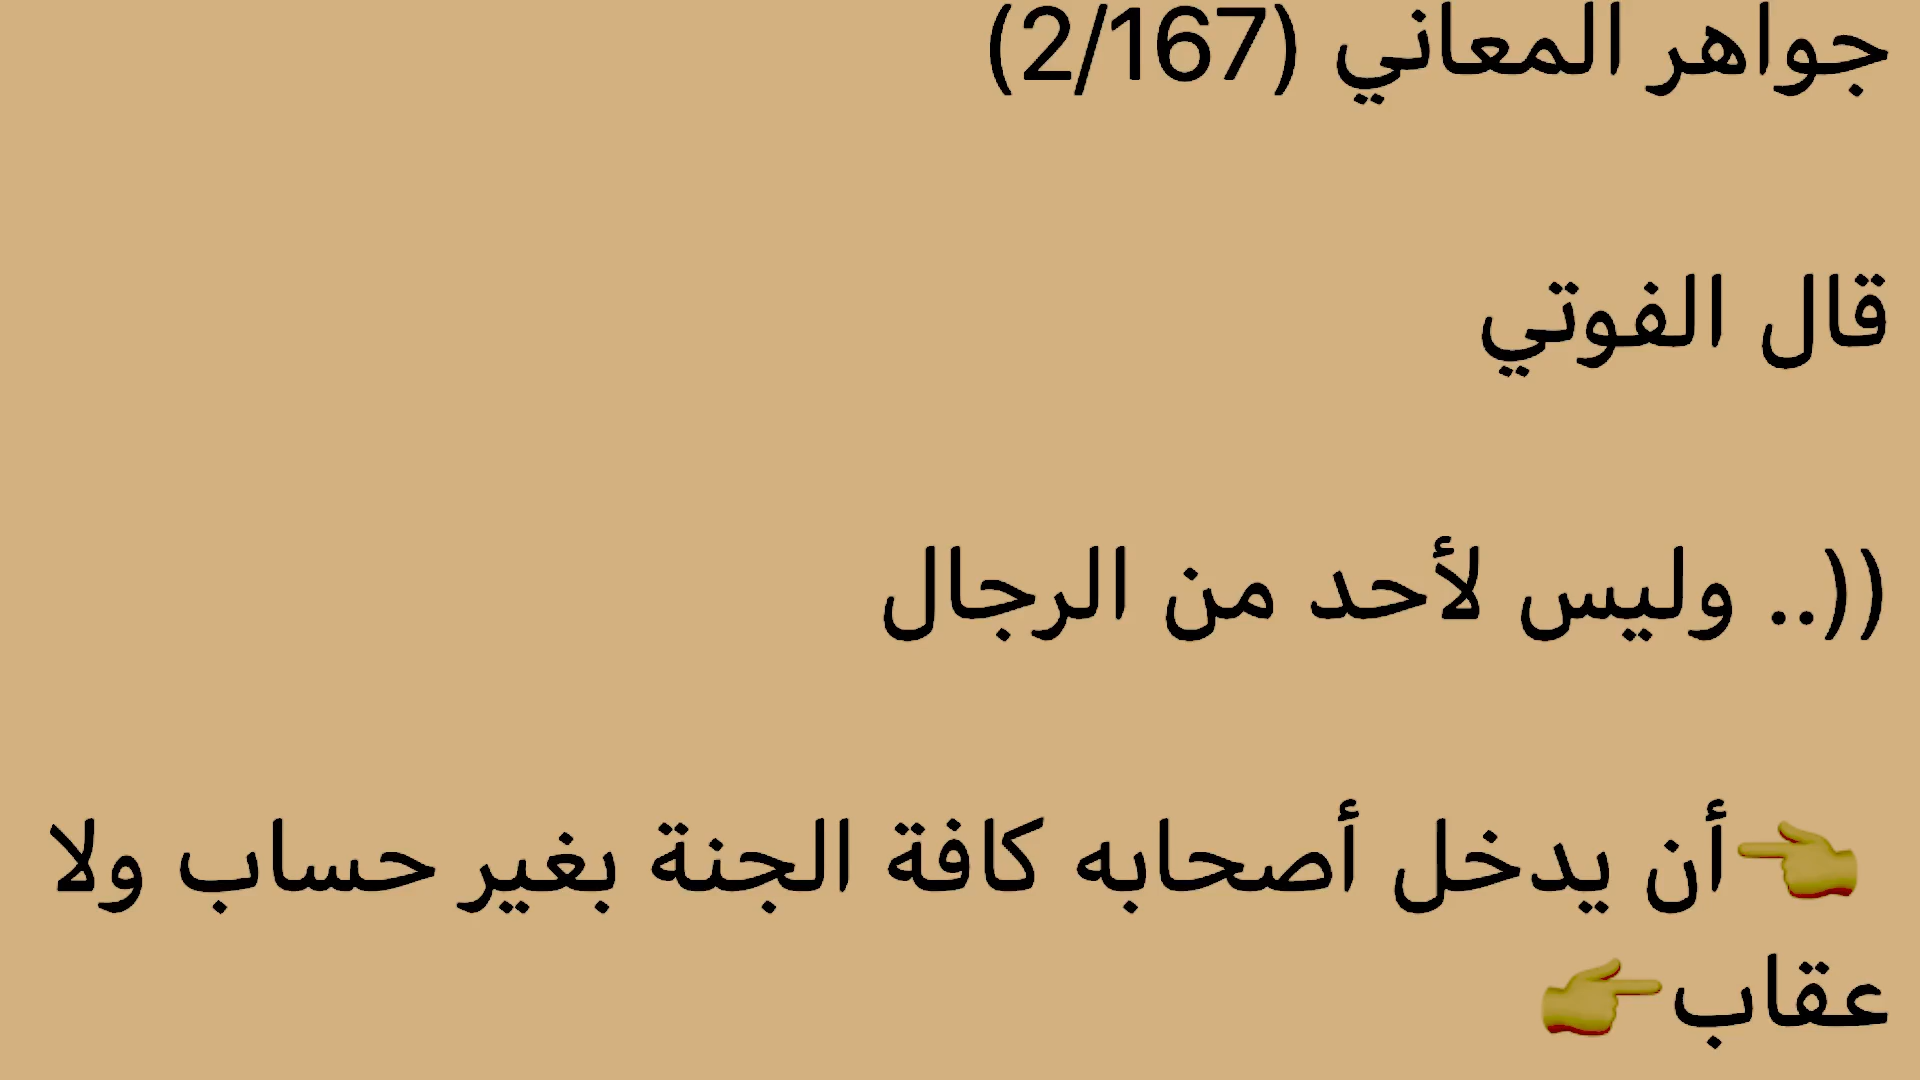 جواهر المعاني (2/167)
قال الفوتي
((.. وليس لأحد من الرجال
👈أن يدخل أصحابه كافة الجنة بغير حساب ولا
عقاب👉